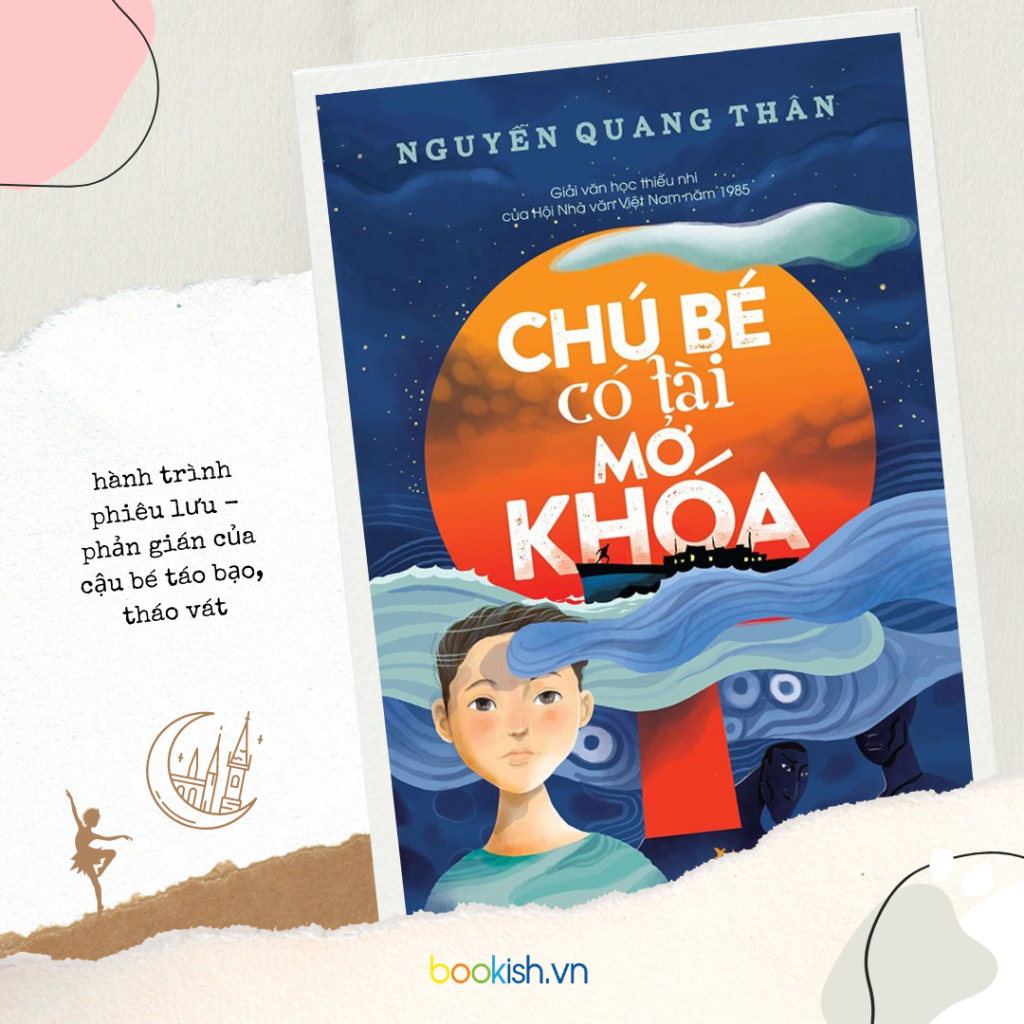 NGUYỄN QUANG THÂN
Giải văn học thiếu nhi
của Hội Nhà văn Việt Nam năm 1985
CHÚ BÉ
có tài
MỞ
KHÓA
hành trình
phiêu lưu –
phản gián của
cậu bé táo bạo,
tháo vát
bookish.vn